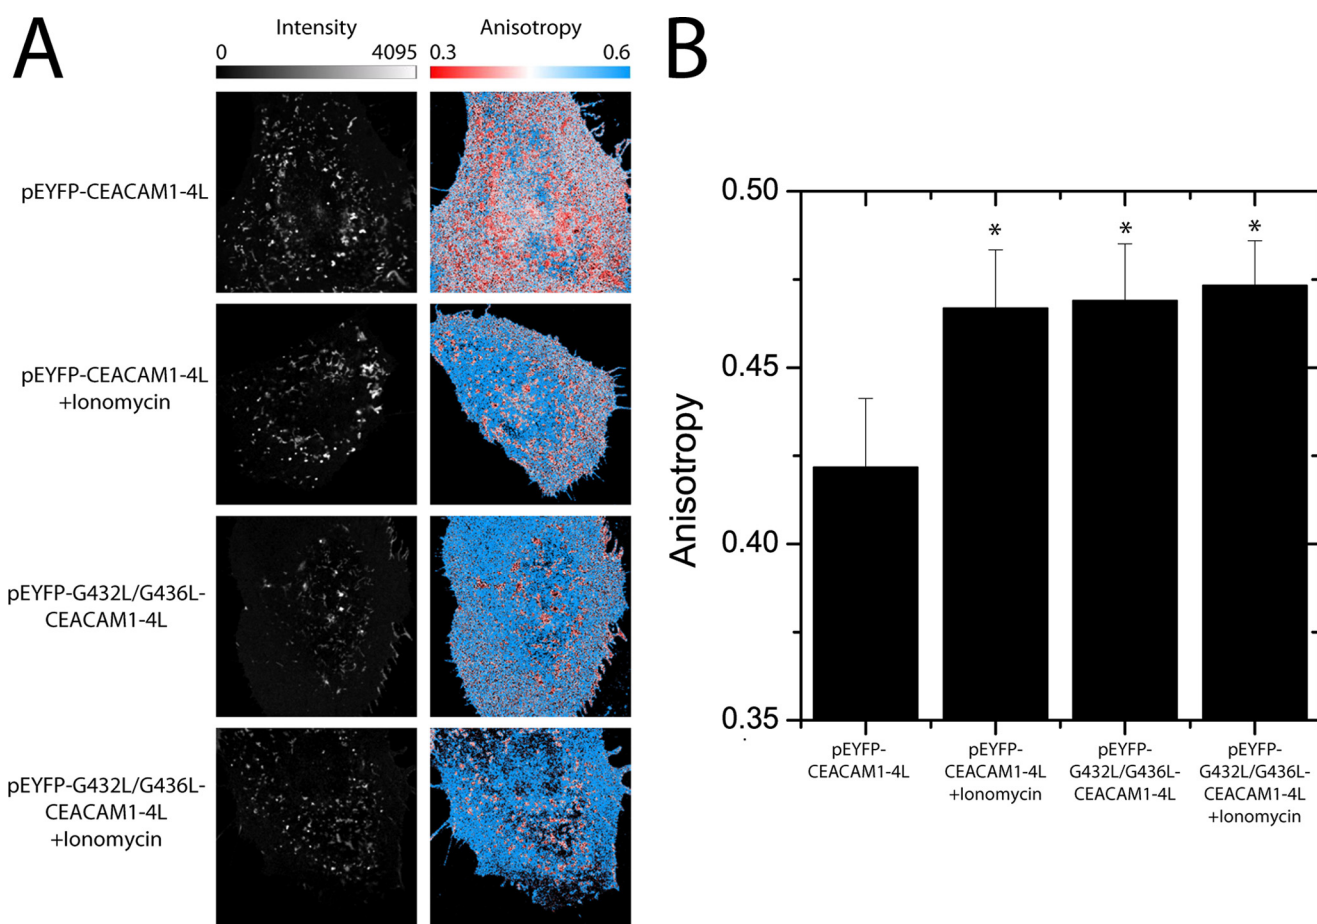 A
Intensity
Anisotropy
0
4095
0.3
0.6
pEYFP-CEACAM1-4L
pEYFP-CEACAM1-4L
+Ionomycin
pEYFP-G432L/G436L-
CEACAM1-4L
pEYFP-G432L/G436L-
CEACAM1-4L
+Ionomycin
B
Anisotropy
0.50
0.45
0.40
0.35
*
*
*
pEYFP-
CEACAM1-4L
pEYFP-
CEACAM1-4L
+Ionomycin
pEYFP-
G432L/G436L-
CEACAM1-4L
pEYFP-
G432L/G436L-
CEACAM1-4L
+Ionomycin